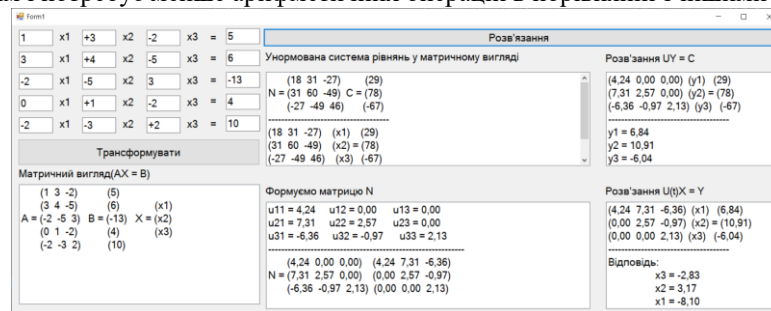 Form1
1 x1 +3 x2 -2 x3 = 5
3 x1 +4 x2 -5 x3 = 6
-2 x1 -5 x2 3 x3 = -13
0 x1 +1 x2 -2 x3 = 4
-2 x1 -3 x2 +2 x3 = 10
Трансформувати
Матричний вигляд(AX = B)
(1 3 -2) (5)
(3 4 -5) (6) (x1)
A = (-2 -5 3) B = (-13) X = (x2)
(0 1 -2) (4) (x3)
(-2 -3 2) (10)
Розв'язання
Унормована система рівнянь у матричному вигляді
(18 31 -27) (29)
N = (31 60 -49) C = (78)
(-27 -49 46) (-67)
(18 31 -27) (x1) (29)
(31 60 -49) (x2) = (78)
(-27 -49 46) (x3) (-67)
Формуємо матрицю N
u11 = 4,24 u12 = 0,00 u13 = 0,00
u21 = 7,31 u22 = 2,57 u23 = 0,00
u31 = -6,36 u32 = -0,97 u33 = 2,13
(4,24 0,00 0,00) (4,24 7,31 -6,36)
N = (7,31 2,57 0,00) (0,00 2,57 -0,97)
(-6,36 -0,97 2,13) (0,00 0,00 2,13)
Розв'язання UY = C
(4,24 0,00 0,00) (y1) (29)
(7,31 2,57 0,00) (y2) = (78)
(-6,36 -0,97 2,13) (y3) (-67)
y1 = 6,84
y2 = 10,91
y3 = -6,04
Розв'язання U(t)X = Y
(4,24 7,31 -6,36) (x1) (6,84)
(0,00 2,57 -0,97) (x2) = (10,91)
(0,00 0,00 2,13) (x3) (-6,04)
Відповідь:
x3 = -2,83
x2 = 3,17
x1 = -8,10